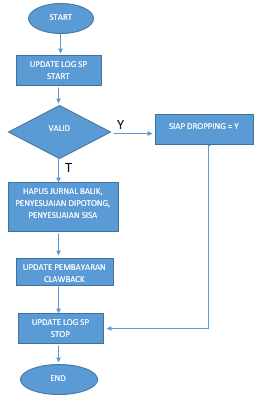 START
UPDATE LOG SP
START
VALID
Y
SIAP DROPPING = Y
T
HAPUS JURNAL BALIK,
PENYESUAIAN DIPOTONG,
PENYESUAIAN SISA
UPDATE PEMBAYARAN
CLAWBACK
UPDATE LOG SP
STOP
END